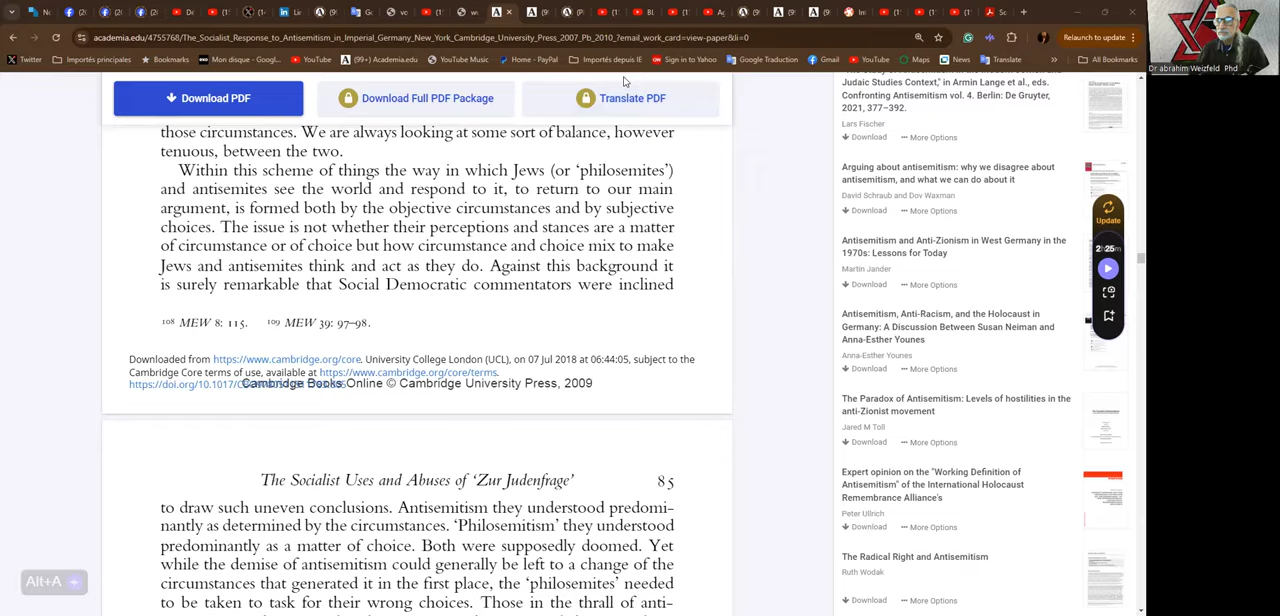 academia.edu/4755768/The_Socialist_Response_to_Antisemitism_in_Imperial_Germany_New_York_Cambridge_University_Press_2007_Pb_2010_?email_work_card=view-paper&li=0
Relaunch to update
Twitter
Importés principales
Bookmarks
Mon disque - Googl...
YouTube
(99+) Academia.edu
YouTube Music
Home - PayPal
Importés depuis IE
Sign in to Yahoo
Google Traduction
Gmail
YouTube
Maps
News
Translate
All Bookmarks
Dr abrahim Weizfeld Phd
Download PDF
Download Full PDF Package
Translate PDF
those circumstances. We are always looking at some sort of balance, however
tenuous, between the two.
Within this scheme of things the way in which Jews (or ‘philosemites’)
and antisemites see the world and respond to it, to return to our main
argument, is formed both by the objective circumstances and by subjective
choices. The issue is not whether their perceptions and stances are a matter
of circumstance or of choice but how circumstance and choice mix to make
Jews and antisemites think and act as they do. Against this background it
is surely remarkable that Social Democratic commentators were inclined
108 MEW 8: 115. 109 MEW 39: 97–98.
Downloaded from https://www.cambridge.org/core. University College London (UCL), on 07 Jul 2018 at 06:44:05, subject to the
Cambridge Core terms of use, available at https://www.cambridge.org/core/terms.
Cambridge Books Online © Cambridge University Press, 2009
The Socialist Uses and Abuses of ‘Zur Judenfrage’ 85
to draw such uneven conclusions. Antisemitism they understood predomi-
nantly as determined by the circumstances. ‘Philosemitism’ they understood
predominantly as a matter of choice. Both were supposedly doomed. Yet
while the demise of antisemitism could generally be left to a change of the
circumstances that generated it in the first place, the ‘philosemites’ needed
to be taken to task for their wrong choices. Those in the thrall of anti-
Alt+A
Judaic Studies Context," in Armin Lange et al., eds.
Confronting Antisemitism vol. 4. Berlin: De Gruyter,
2021, 377–392.
Lars Fischer
Download More Options
Arguing about antisemitism: why we disagree about
antisemitism, and what we can do about it
David Schraub and Dov Waxman
Download More Options
Antisemitism and Anti-Zionism in West Germany in the
1970s: Lessons for Today
Martin Jander
Download More Options
Antisemitism, Anti-Racism, and the Holocaust in
Germany: A Discussion Between Susan Neiman and
Anna-Esther Younes
Anna-Esther Younes
Download More Options
The Paradox of Antisemitism: Levels of hostilities in the
anti-Zionist movement
Jared M Toll
Download More Options
Expert opinion on the "Working Definition of
Antisemitism" of the International Holocaust
Remembrance Alliance's
Peter Ullrich
Download More Options
The Radical Right and Antisemitism
Ruth Wodak
Download More Options
Update